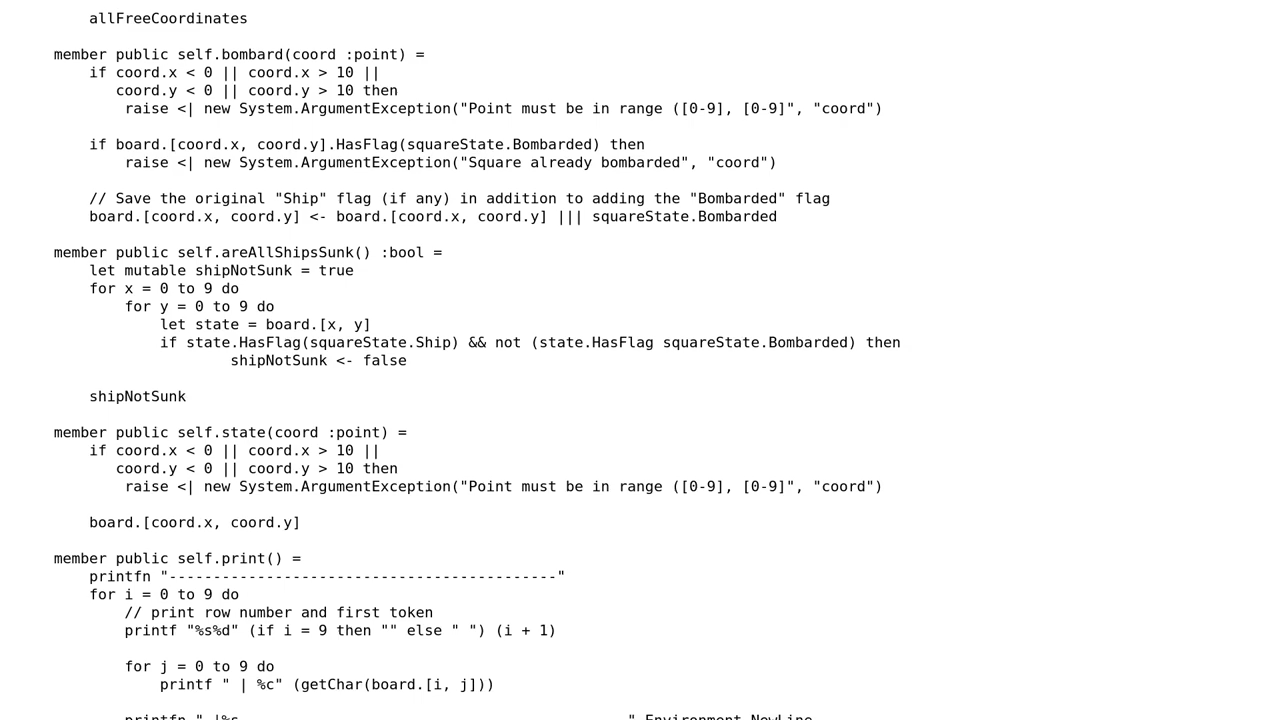 allFreeCoordinates
member public self.bombard(coord :point) =
if coord.x < 0 || coord.x > 10 ||
coord.y < 0 || coord.y > 10 then
raise <| new System.ArgumentException("Point must be in range ([0-9], [0-9]", "coord")
if board.[coord.x, coord.y].HasFlag(squareState.Bombarded) then
raise <| new System.ArgumentException("Square already bombarded", "coord")
// Save the original "Ship" flag (if any) in addition to adding the "Bombarded" flag
board.[coord.x, coord.y] <- board.[coord.x, coord.y] ||| squareState.Bombarded
member public self.areAllShipsSunk() :bool =
let mutable shipNotSunk = true
for x = 0 to 9 do
for y = 0 to 9 do
let state = board.[x, y]
if state.HasFlag(squareState.Ship) && not (state.HasFlag squareState.Bombarded) then
shipNotSunk <- false
shipNotSunk
member public self.state(coord :point) =
if coord.x < 0 || coord.x > 10 ||
coord.y < 0 || coord.y > 10 then
raise <| new System.ArgumentException("Point must be in range ([0-9], [0-9]", "coord")
board.[coord.x, coord.y]
member public self.print() =
printfn "--------------------------------------------"
for i = 0 to 9 do
// print row number and first token
printf "%s%d" (if i = 9 then "" else " ") (i + 1)
for j = 0 to 9 do
printf " | %c" (getChar(board.[i, j]))
printfn " |%s " Environment.NewLine